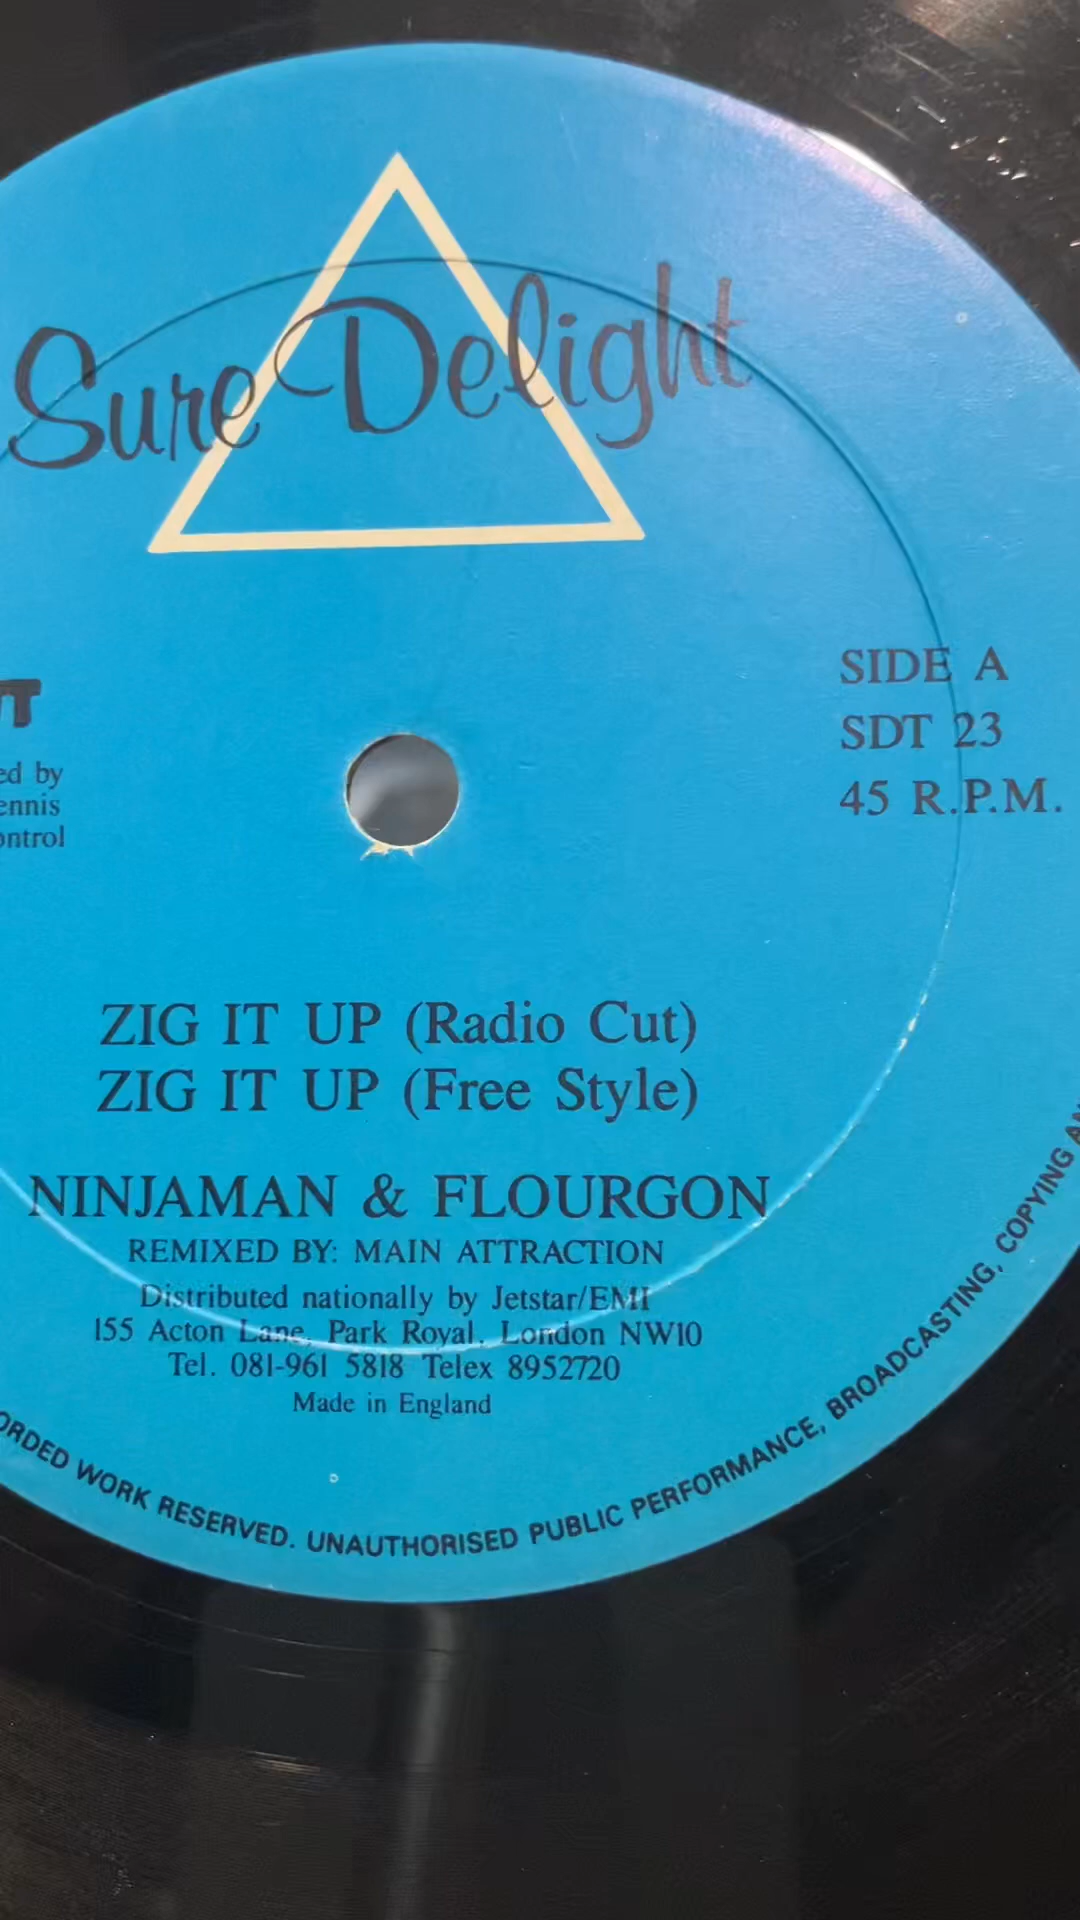 Sure Delight
SIDE A
SDT 23
45 R.P.M.
by
ZIG IT UP (Radio Cut)
ZIG IT UP (Free Style)
NINJAMAN & FLOURGON
REMIXED BY: MAIN ATTRACTION
Distributed nationally by Jetstar/EMI
155 Acton Lane, Park Royal, London NW10
Tel. 081-961 5818 Telex 8952720
Made in England
WORK RESERVED. UNAUTHORISED PUBLIC PERFORMANCE, BROADCASTING, COPYING